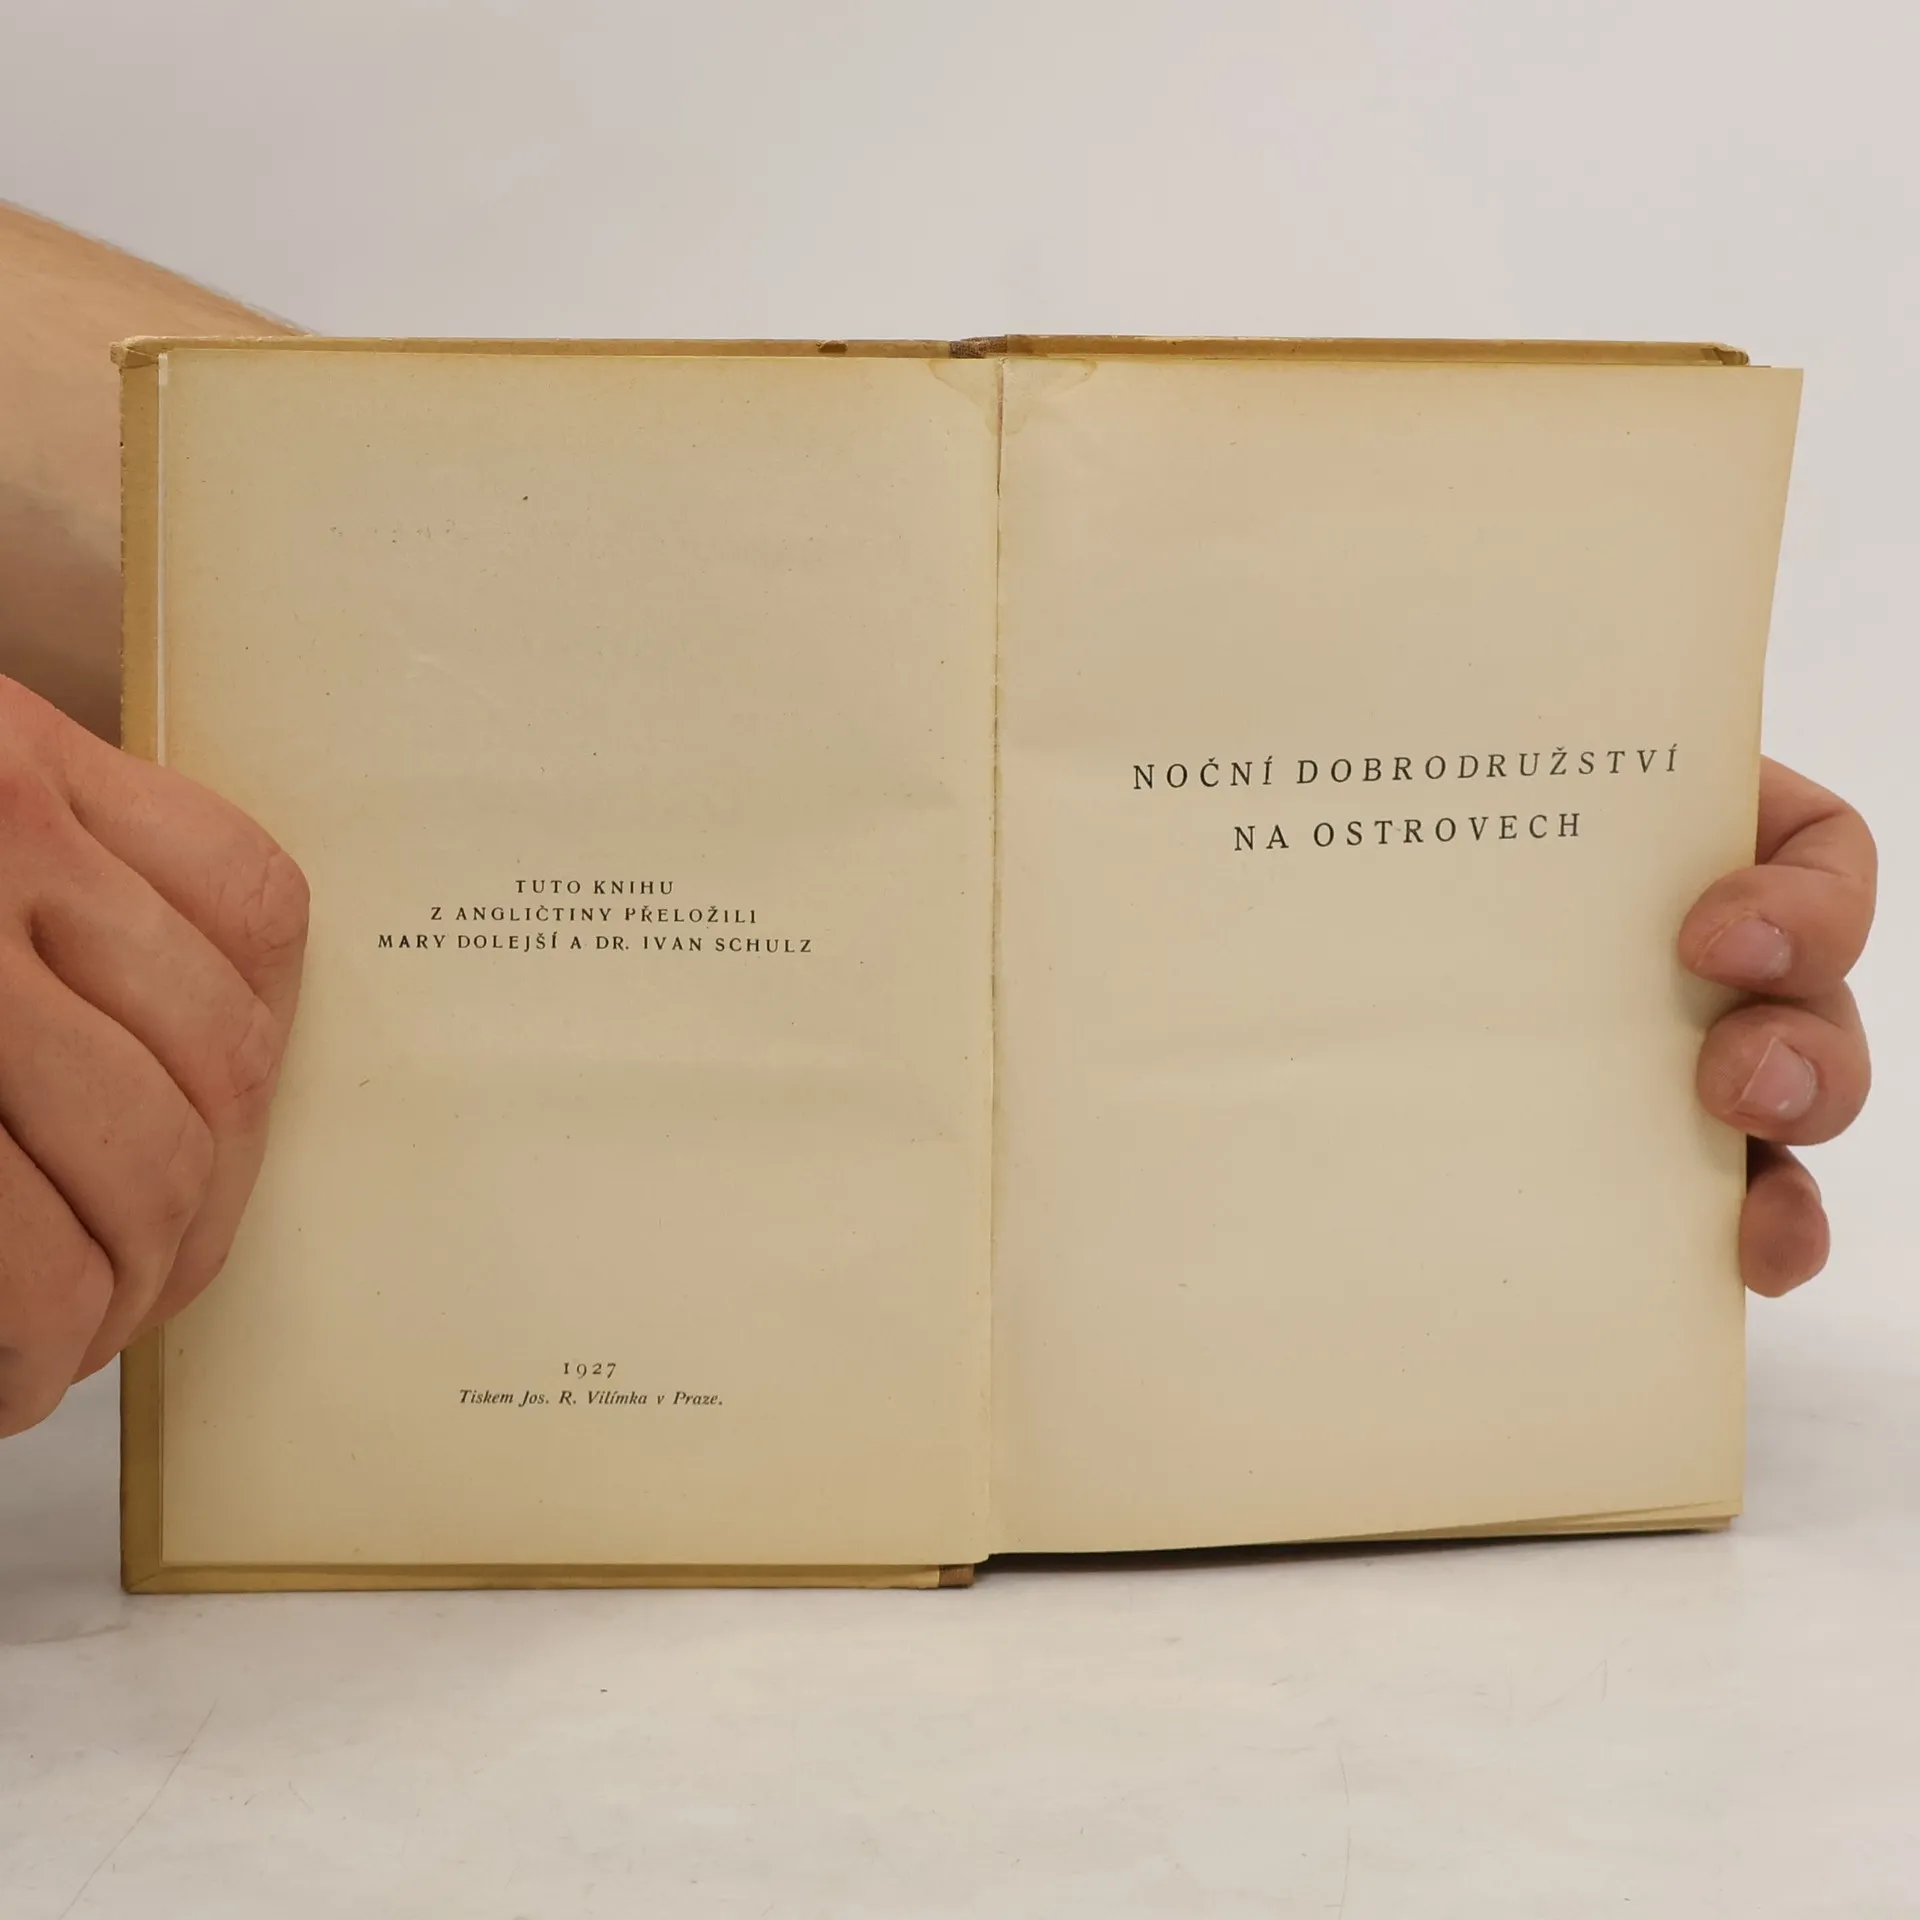 TUTO KNIHU
Z ANGLIČTINY PŘELOŽILI
MARY DOLEJŠÍ A DR. IVAN SCHULZ
1927
Tiskem Jos. R. Vilímka v Praze.
NOČNÍ DOBRODRUŽSTVÍ
NA OSTROVECH